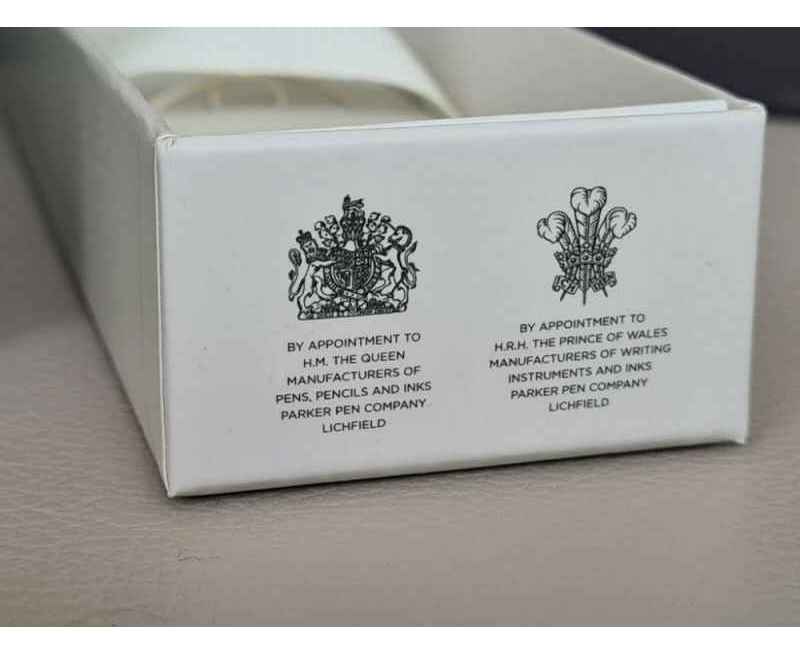 BY APPOINTMENT TO
H.M. THE QUEEN
MANUFACTURERS OF
PENS, PENCILS AND INKS
PARKER PEN COMPANY
LICHFIELD
BY APPOINTMENT TO
H.R.H. THE PRINCE OF WALES
MANUFACTURERS OF WRITING
INSTRUMENTS AND INKS
PARKER PEN COMPANY
LICHFIELD